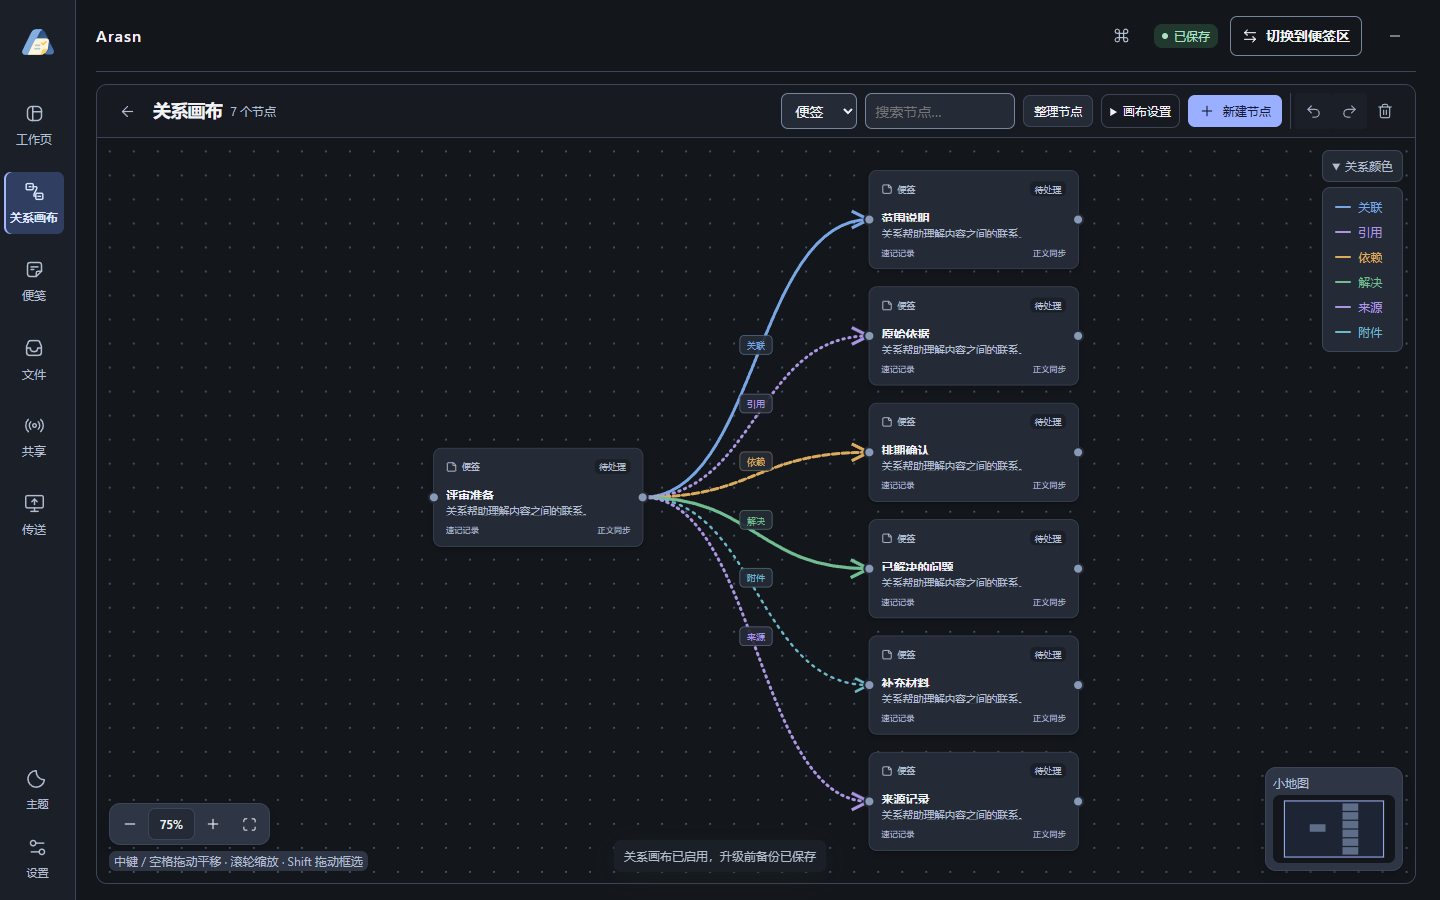 Arasn
⌘
已保存
切换到便签区
工作页
关系画布
便笺
文件
共享
传送
主题
设置
关系画布
7 个节点
便签
搜索节点...
整理节点
画布设置
新建节点
关系颜色
关联
引用
依赖
解决
来源
附件
便签
待处理
范围说明
关系帮助理解内容之间的联系。
速记记录
正文同步
便签
待处理
原始依据
关系帮助理解内容之间的联系。
速记记录
正文同步
便签
待处理
排期确认
关系帮助理解内容之间的联系。
速记记录
正文同步
便签
待处理
评审准备
关系帮助理解内容之间的联系。
速记记录
正文同步
便签
待处理
已解决的问题
关系帮助理解内容之间的联系。
速记记录
正文同步
便签
待处理
补充材料
关系帮助理解内容之间的联系。
速记记录
正文同步
便签
待处理
来源记录
关系帮助理解内容之间的联系。
速记记录
正文同步
关联
引用
依赖
解决
附件
来源
75%
中键 / 空格拖动平移 · 滚轮缩放 · Shift 拖动框选
关系画布已启用，升级前备份已保存
小地图